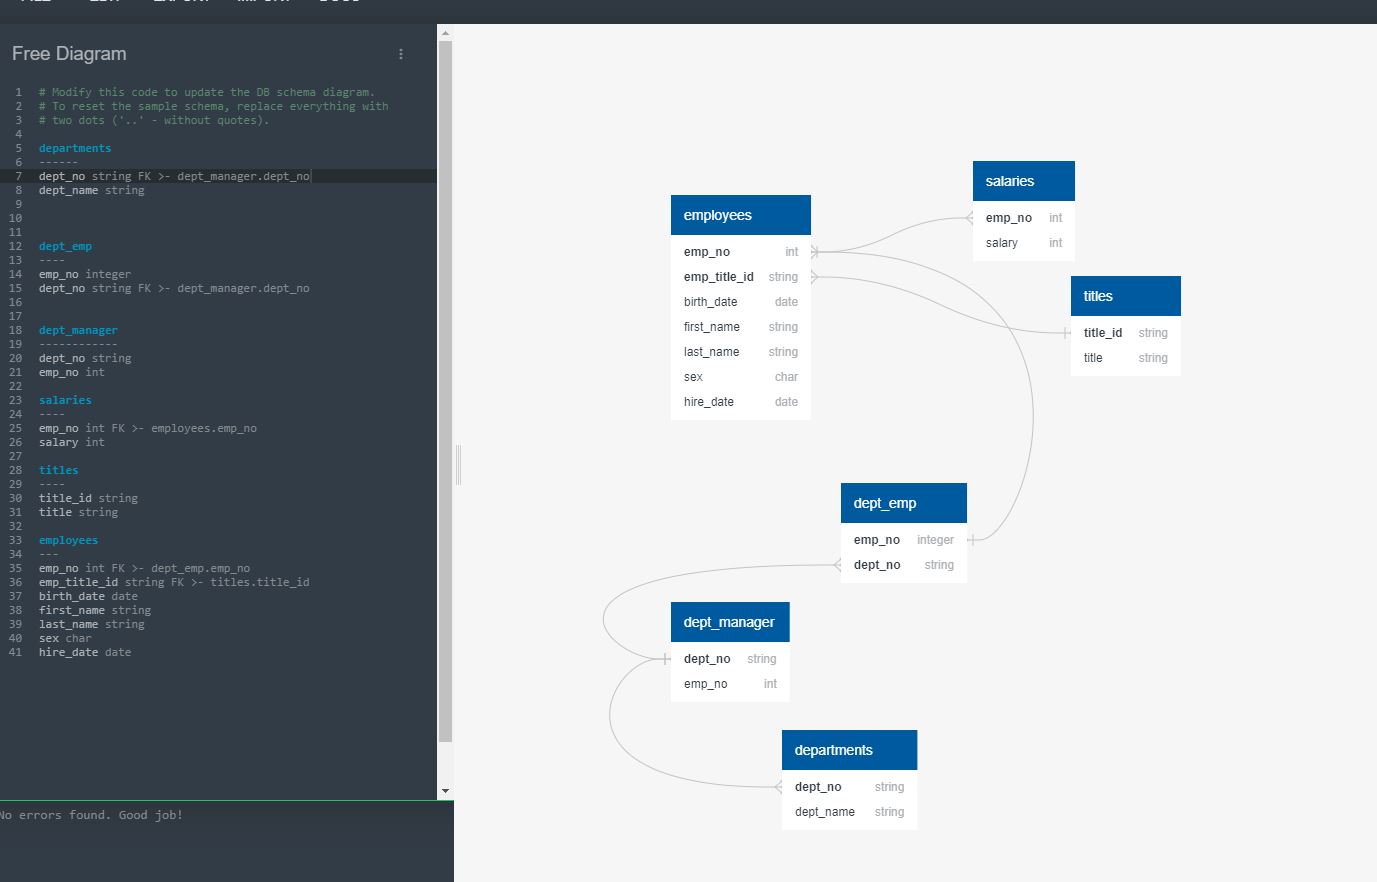 Free Diagram
1 # Modify this code to update the DB schema diagram.
2 # To reset the sample schema, replace everything with
3 # two dots ('..' - without quotes).
4
5 departments
6 ------
7 dept_no string FK >- dept_manager.dept_no
8 dept_name string
9
10
11
12 dept_emp
13 ----
14 emp_no integer
15 dept_no string FK >- dept_manager.dept_no
16
17
18 dept_manager
19 ------------
20 dept_no string
21 emp_no int
22
23 salaries
24 ----
25 emp_no int FK >- employees.emp_no
26 salary int
27
28 titles
29 ----
30 title_id string
31 title string
32
33 employees
34 ---
35 emp_no int FK >- dept_emp.emp_no
36 emp_title_id string FK >- titles.title_id
37 birth_date date
38 first_name string
39 last_name string
40 sex char
41 hire_date date
No errors found. Good job!
salaries
emp_no int
salary int
employees
emp_no int
emp_title_id string
birth_date date
first_name string
last_name string
sex char
hire_date date
titles
title_id string
title string
dept_emp
emp_no integer
dept_no string
dept_manager
dept_no string
emp_no int
departments
dept_no string
dept_name string